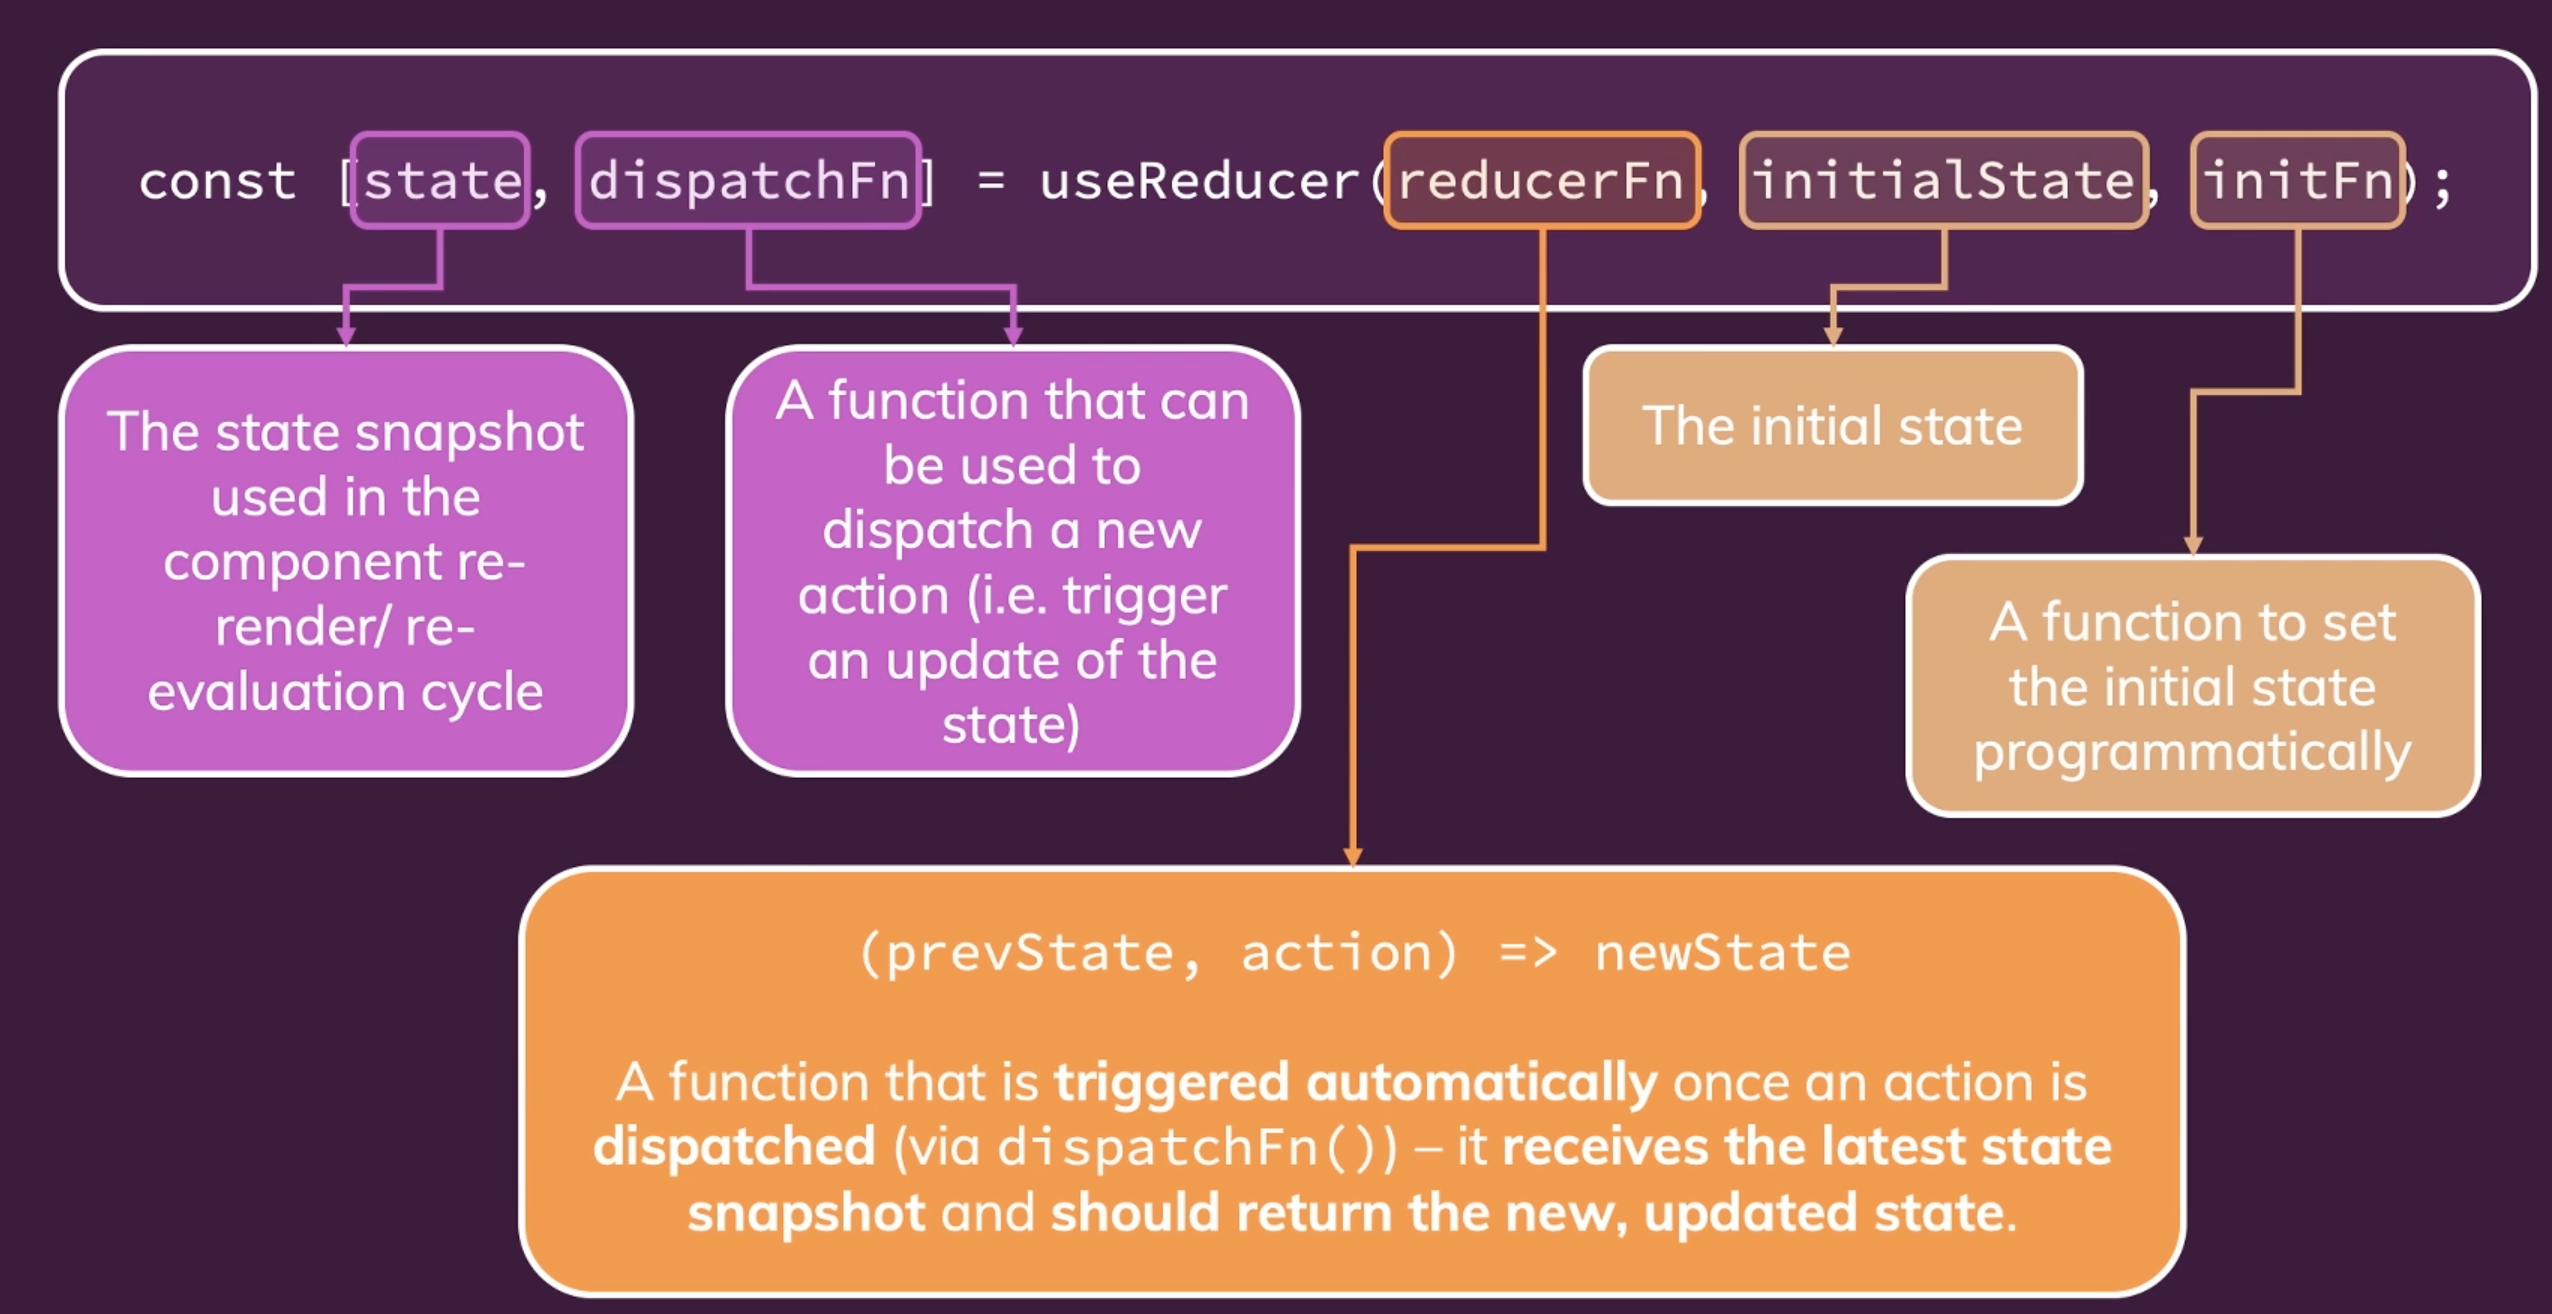 const [state, dispatchFn] = useReducer(reducerFn, initialState, initFn);
The state snapshot
used in the
component re-
render/ re-
evaluation cycle
A function that can
be used to
dispatch a new
action (i.e. trigger
an update of the
state)
The initial state
A function to set
the initial state
programmatically
(prevState, action) => newState
A function that is triggered automatically once an action is
dispatched (via dispatchFn()) – it receives the latest state
snapshot and should return the new, updated state.